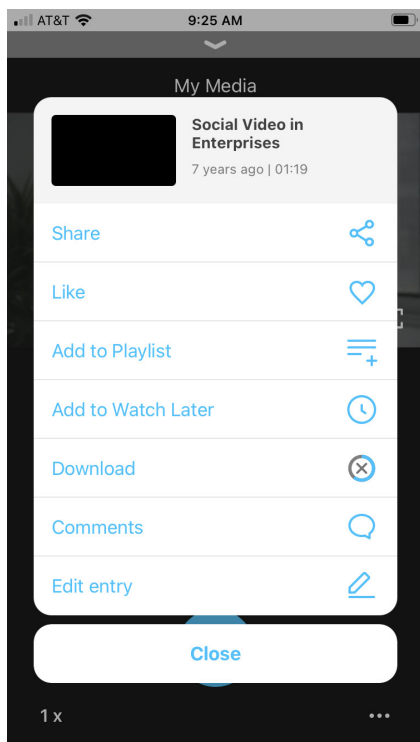 AT&T 9:25 AM
My Media
Social Video in
Enterprises
7 years ago | 01:19
Share
Like
Add to Playlist
Add to Watch Later
Download
Comments
Edit entry
Close
1 x